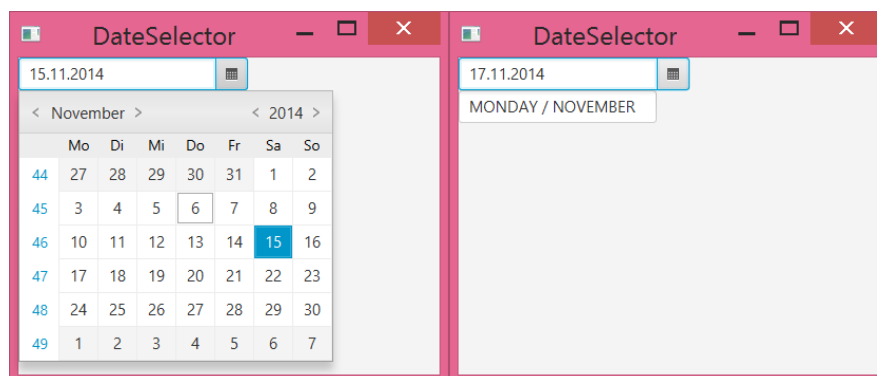 DateSelector
15.11.2014
< November > < 2014 >
Mo Di Mi Do Fr Sa So
44 27 28 29 30 31 1 2
45 3 4 5 6 7 8 9
46 10 11 12 13 14 15 16
47 17 18 19 20 21 22 23
48 24 25 26 27 28 29 30
49 1 2 3 4 5 6 7
DateSelector
17.11.2014
MONDAY / NOVEMBER